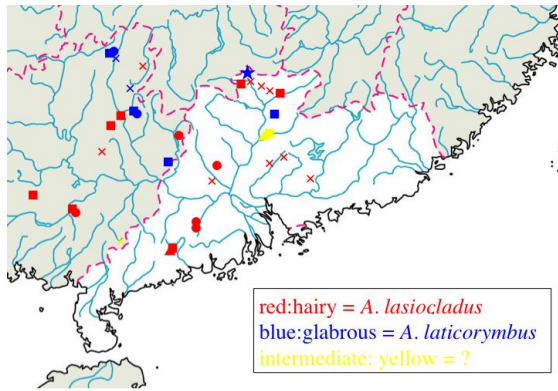 red:hairy = A. lasiocladus
blue:glabrous = A. laticorymbus
intermediate: yellow = ?